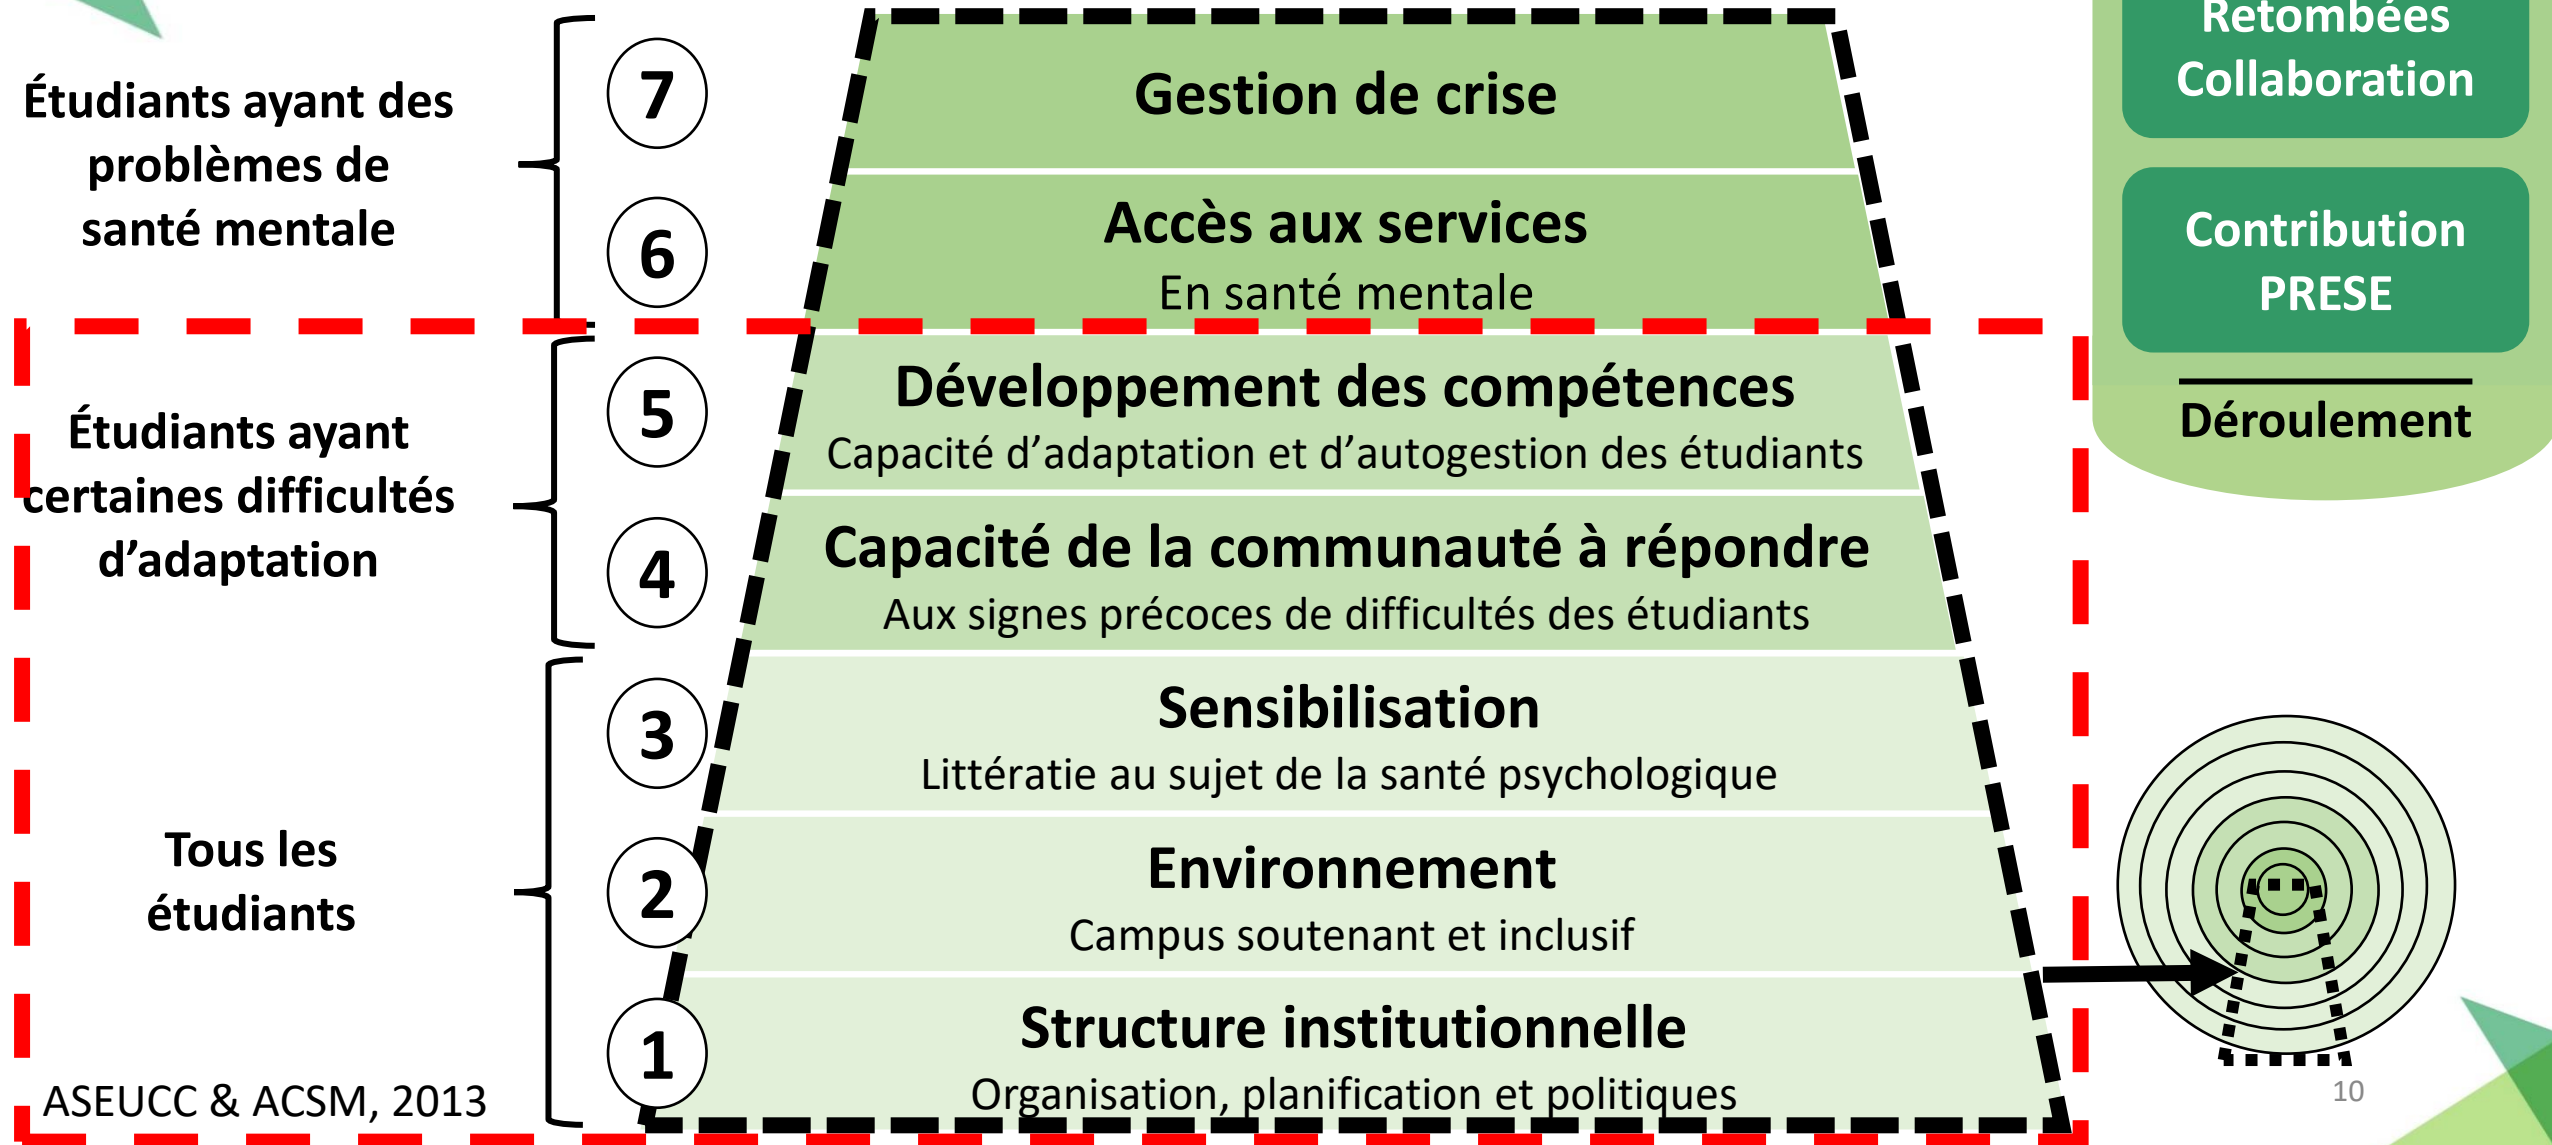 Étudiants ayant des
problèmes de
santé mentale
7
Gestion de crise
6
Accès aux services
En santé mentale
Étudiants ayant
certaines difficultés
d’adaptation
5
Développement des compétences
Capacité d’adaptation et d’autogestion des étudiants
4
Capacité de la communauté à répondre
Aux signes précoces de difficultés des étudiants
Tous les
étudiants
3
Sensibilisation
Littératie au sujet de la santé psychologique
2
Environnement
Campus soutenant et inclusif
1
Structure institutionnelle
Organisation, planification et politiques
ASEUCC & ACSM, 2013
Retombées
Collaboration
Contribution
PRESE
Déroulement
10